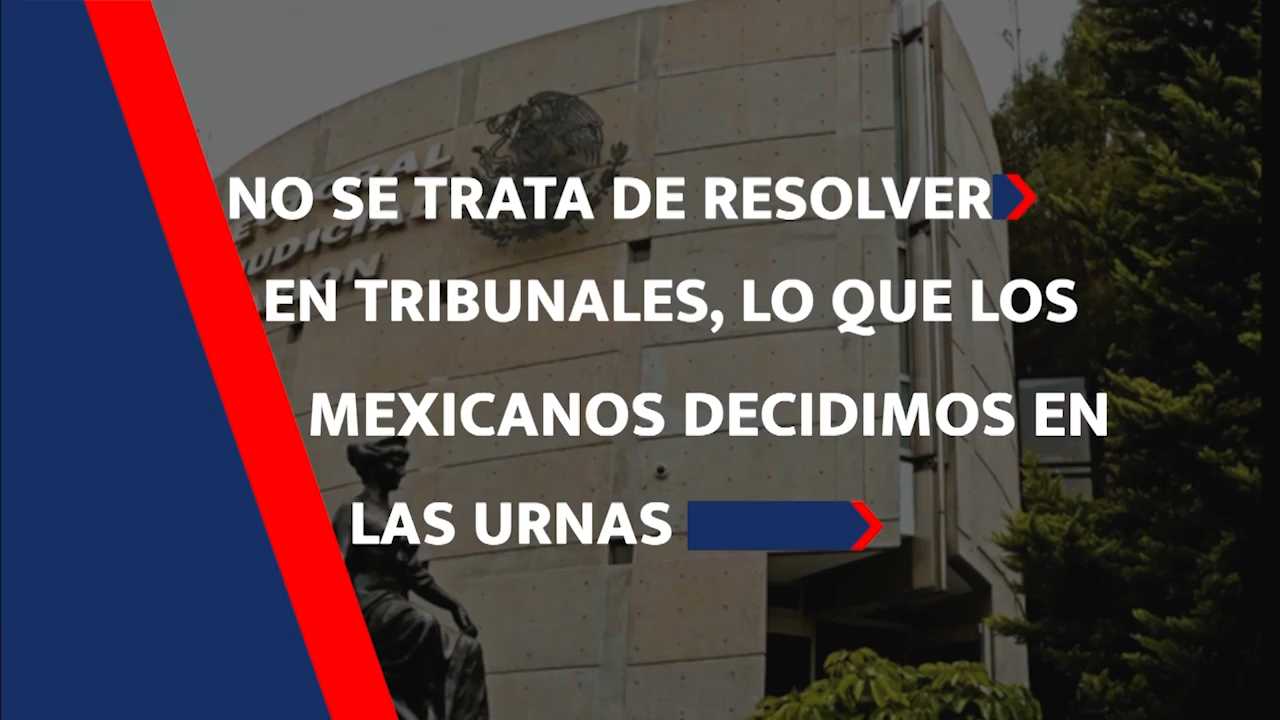 NO SE TRATA DE RESOLVER
EN TRIBUNALES, LO QUE LOS
MEXICANOS DECIDIMOS EN
LAS URNAS